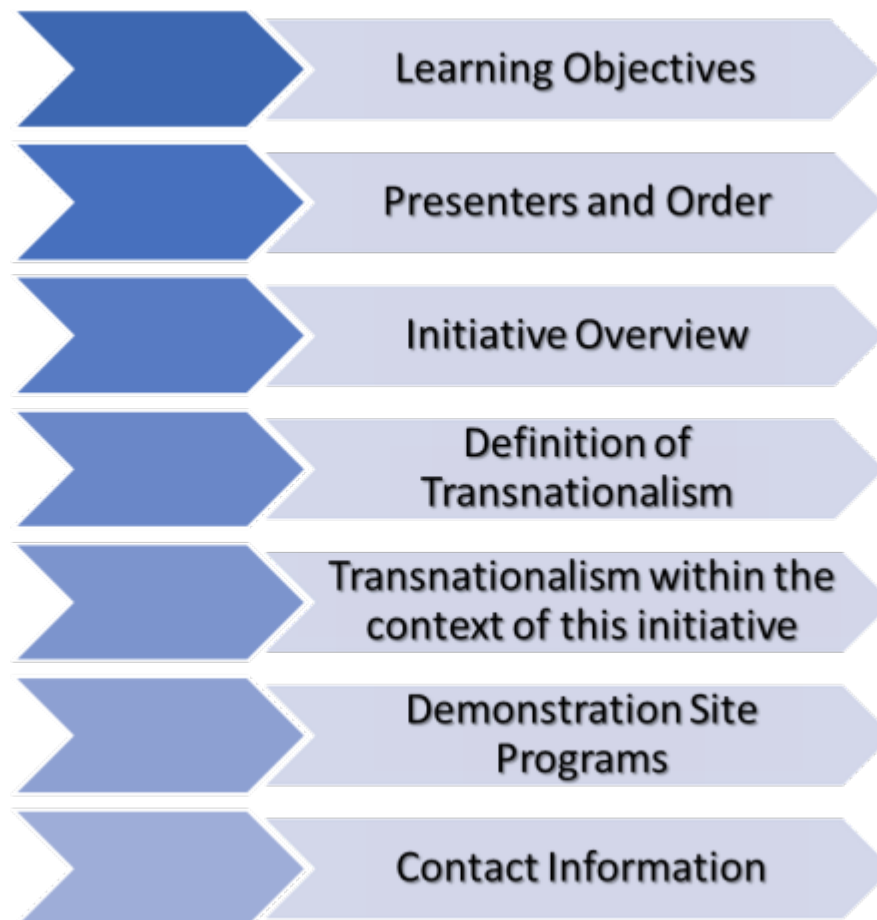 Learning Objectives
Presenters and Order
Initiative Overview
Definition of
Transnationalism
Transnationalism within the
context of this initiative
Demonstration Site
Programs
Contact Information